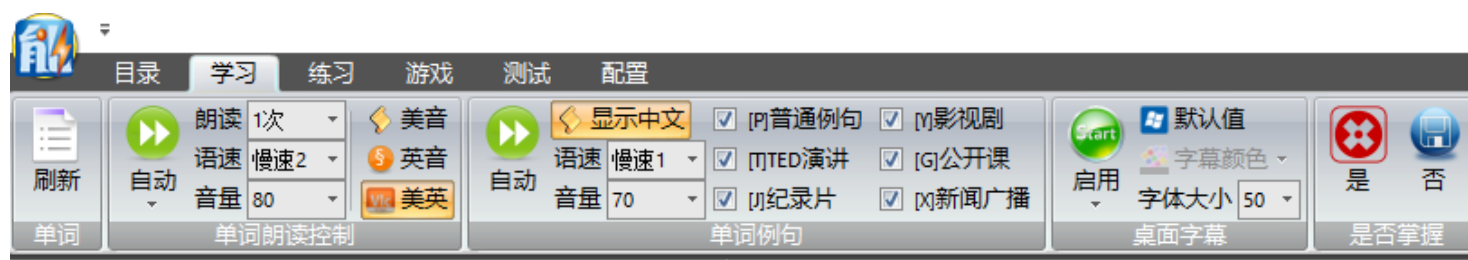 目录 学习 练习 游戏 测试 配置
刷新
单词
自动
朗读 1次
语速 慢速2
音量 80
美音
英音
美英
单词朗读控制
自动
显示中文
语速 慢速1
音量 70
[P]普通例句
[T]TED演讲
[J]纪录片
[Y]影视剧
[G]公开课
[X]新闻广播
单词例句
Start
启用
默认值
字幕颜色
字体大小 50
桌面字幕
是
否
是否掌握